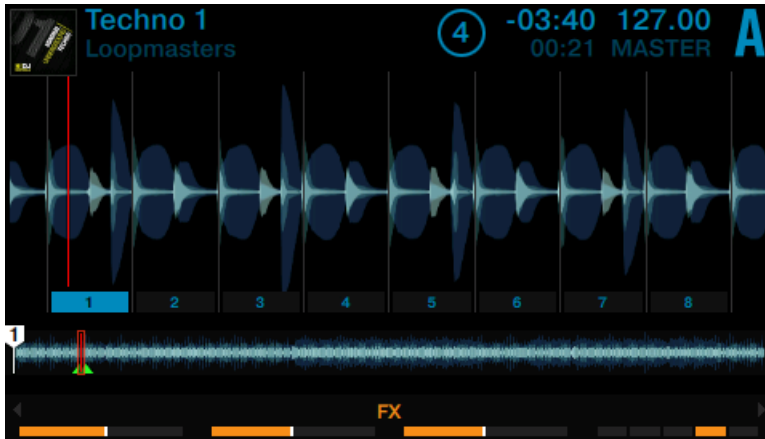 Techno 1
Loopmasters
4
-03:40 127.00
00:21 MASTER
A
1 2 3 4 5 6 7 8
1
FX